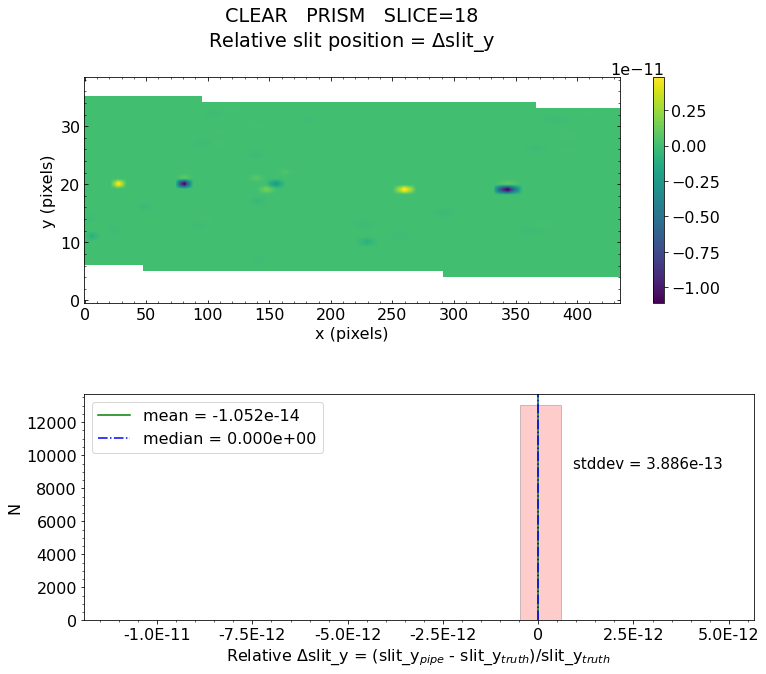 CLEAR   PRISM   SLICE=18
Relative slit position = Δslit_y
1e−11
y (pixels)
30
20
10
0
0 50 100 150 200 250 300 350 400
x (pixels)
0.25
0.00
−0.25
−0.50
−0.75
−1.00
mean = -1.052e-14
median = 0.000e+00
stddev = 3.886e-13
N
12000
10000
8000
6000
4000
2000
0
-1.0E-11 -7.5E-12 -5.0E-12 -2.5E-12 0 2.5E-12 5.0E-12
Relative Δslit_y = (slit_y_pipe - slit_y_truth)/slit_y_truth